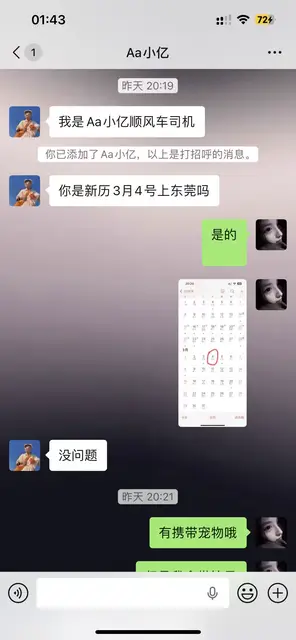 01:43
72
1
Aa小亿
昨天 20:19
我是Aa小亿顺风车司机
你已添加了Aa小亿，以上是打招呼的消息。
你是新历3月4号上东莞吗
是的
没问题
昨天 20:21
有携带宠物哦